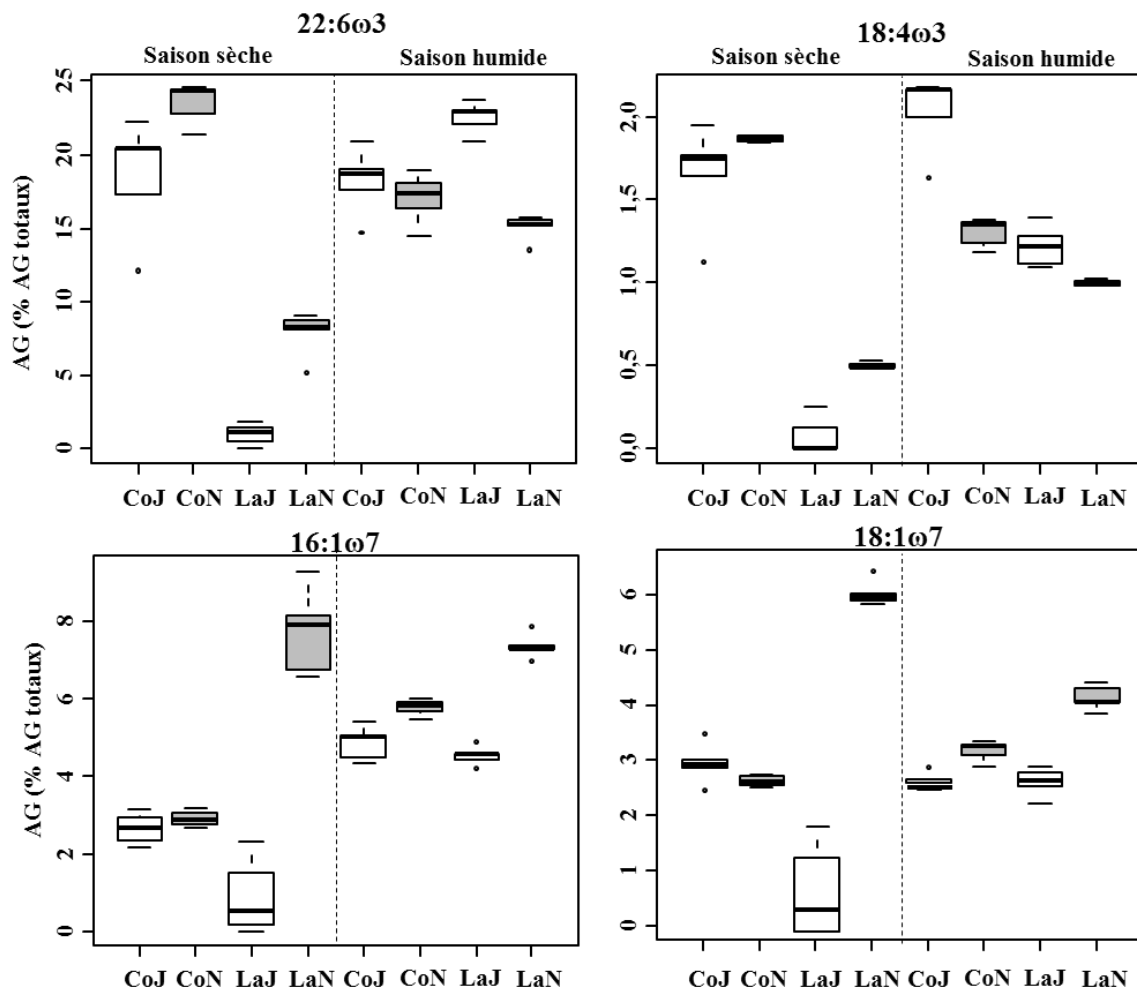 22:6ω3
Saison sèche Saison humide
AG (% AG totaux)
25
20
15
10
5
0
CoJ CoN LaJ LaN CoJ CoN LaJ LaN
18:4ω3
Saison sèche Saison humide
2,0
1,5
1,0
0,5
0,0
CoJ CoN LaJ LaN CoJ CoN LaJ LaN
16:1ω7
AG (% AG totaux)
8
6
4
2
0
CoJ CoN LaJ LaN CoJ CoN LaJ LaN
18:1ω7
6
5
4
3
2
1
0
CoJ CoN LaJ LaN CoJ CoN LaJ LaN